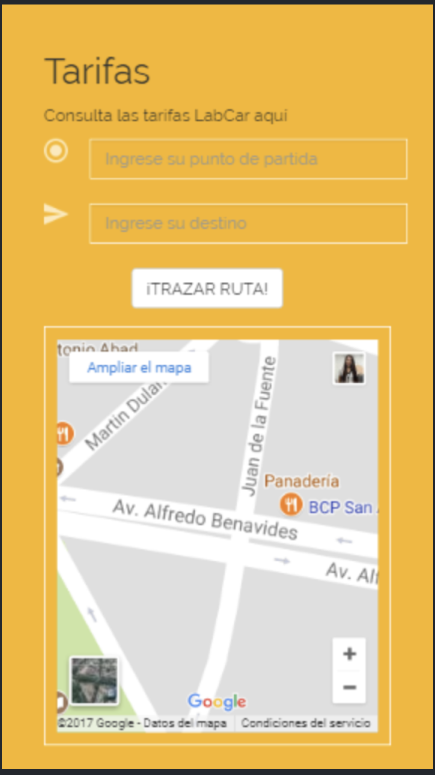 Tarifas
Consulta las tarifas LabCar aquí
Ingrese su punto de partida
Ingrese su destino
¡TRAZAR RUTA!
tonio Abad
Ampliar el mapa
Martin Dulan
Juan de la Fuente
Panadería
BCP San
Av. Alfredo Benavides
Av. Alf
+
−
Google
©2017 Google - Datos del mapa
Condiciones del servicio